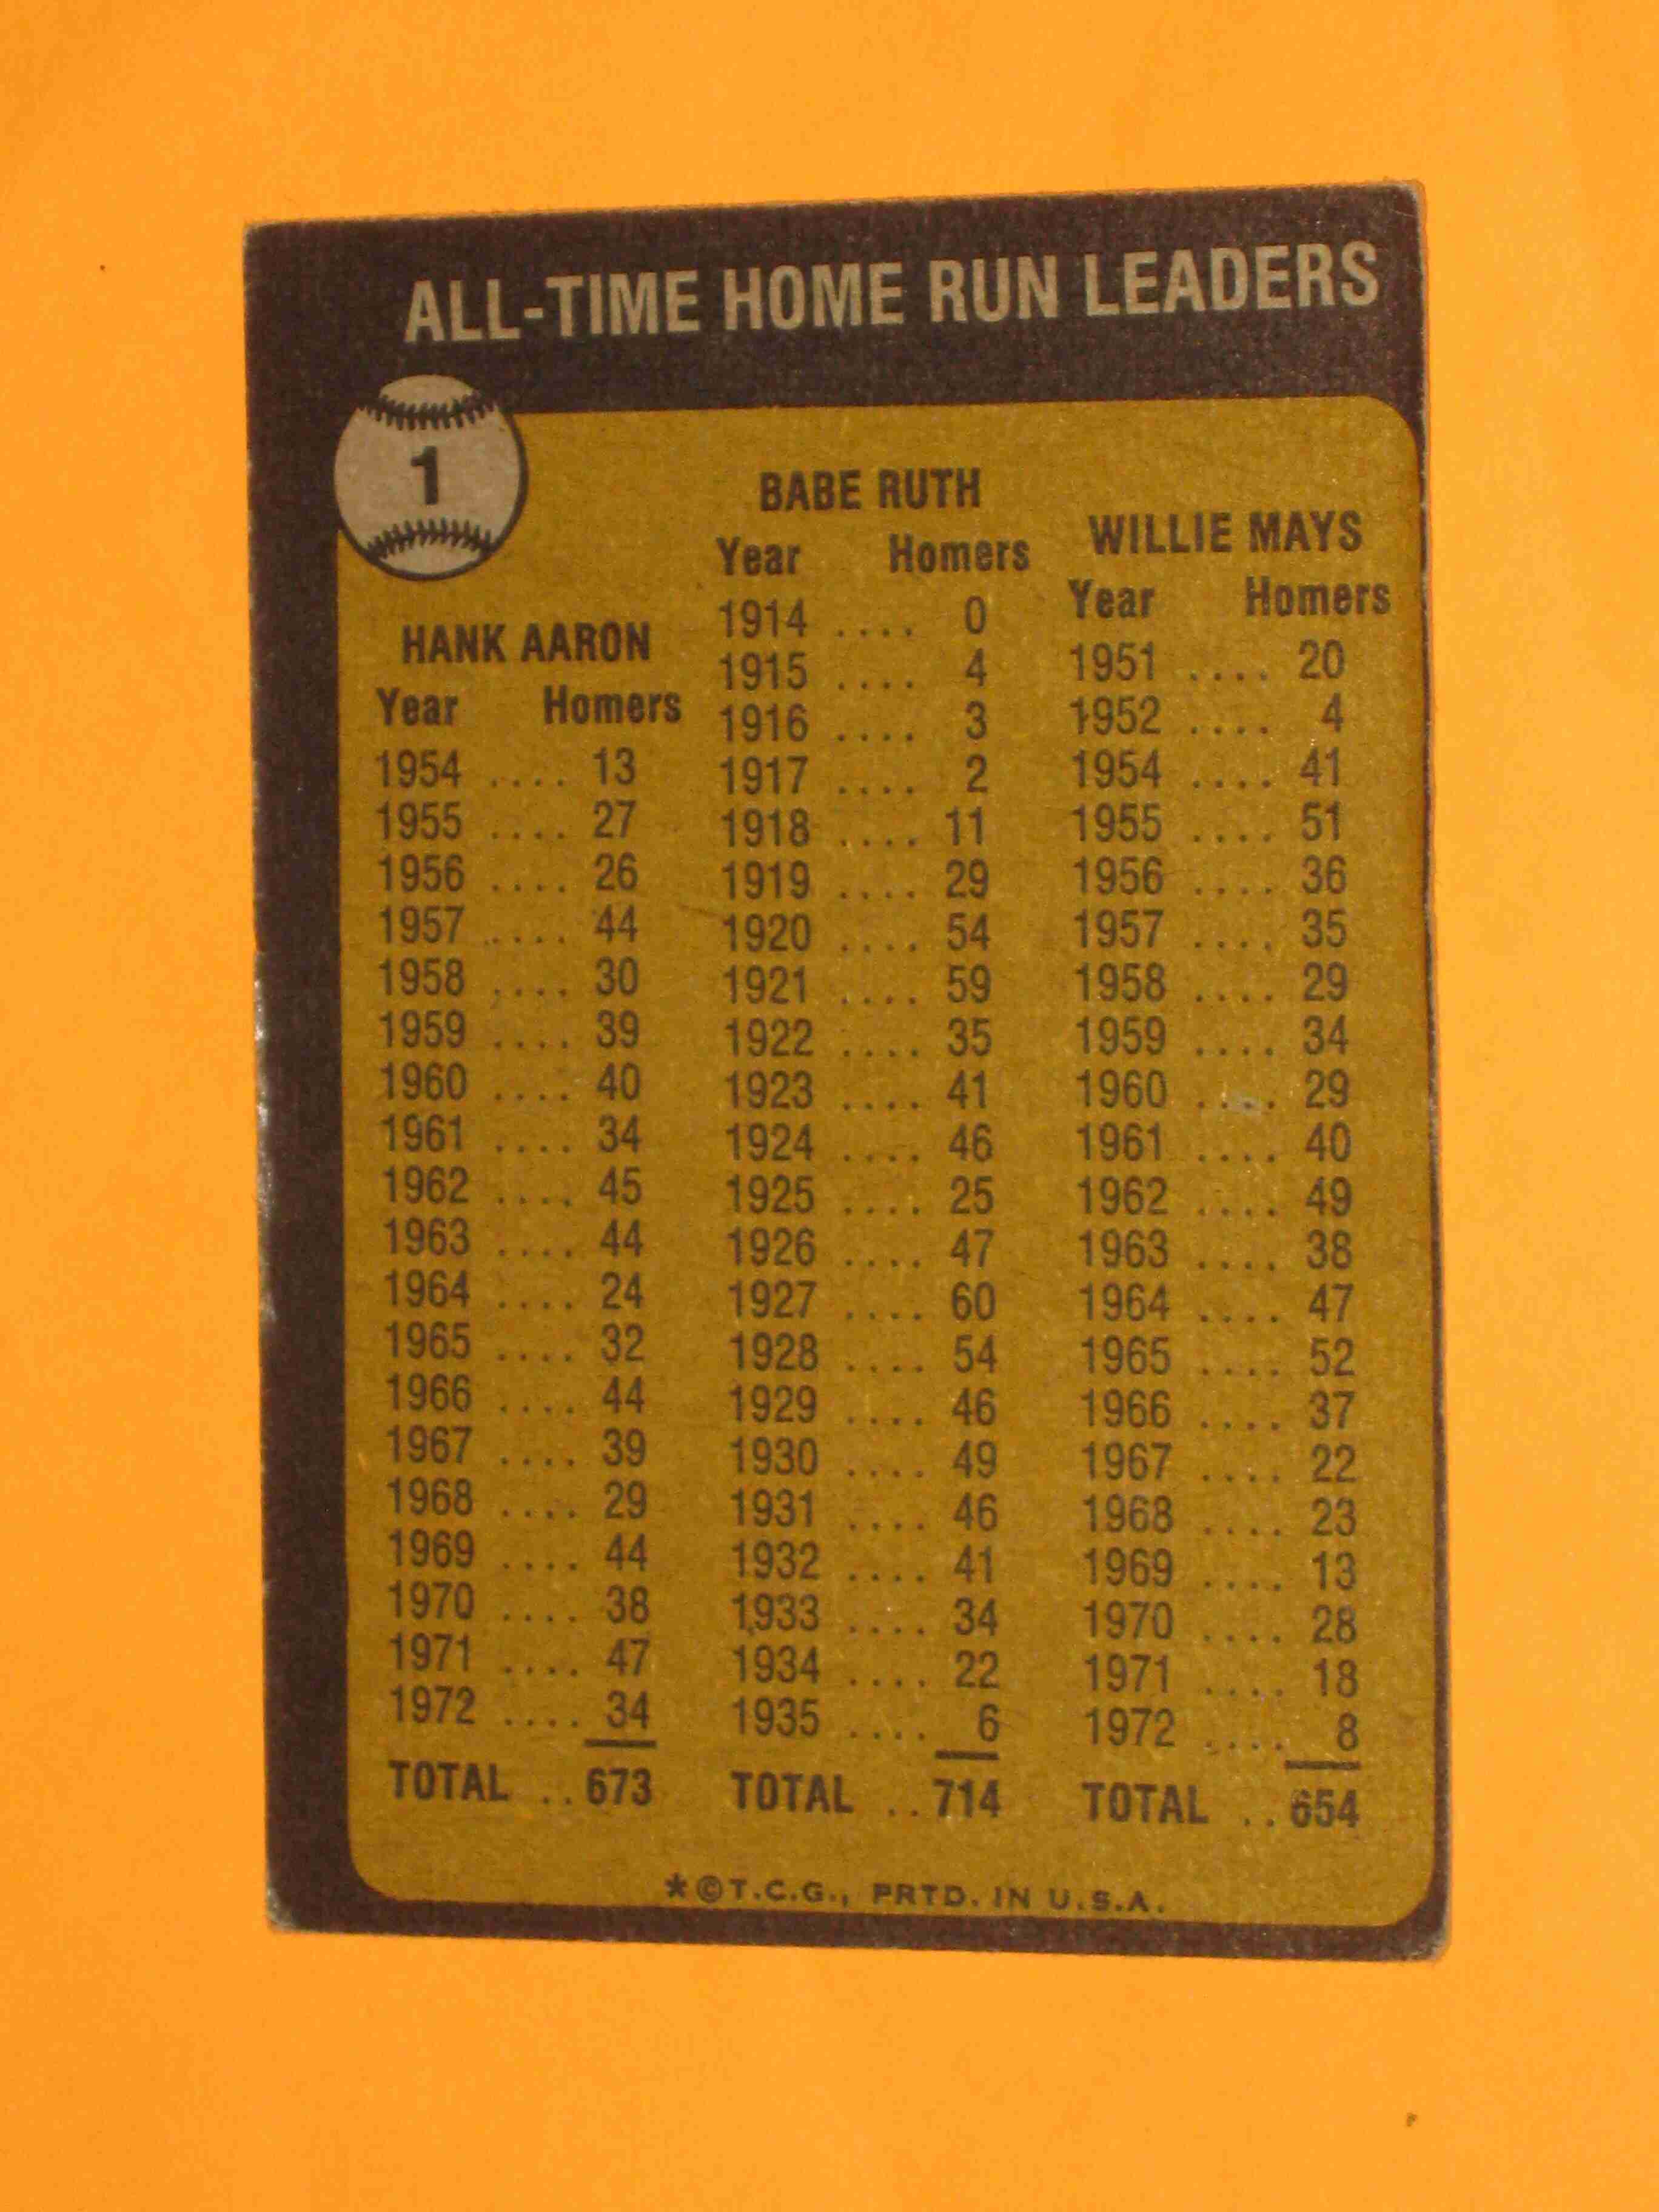 ALL-TIME HOME RUN LEADERS
1
HANK AARON
Year Homers
1954 .... 13
1955 .... 27
1956 .... 26
1957 .... 44
1958 .... 30
1959 .... 39
1960 .... 40
1961 .... 34
1962 .... 45
1963 .... 44
1964 .... 24
1965 .... 32
1966 .... 44
1967 .... 39
1968 .... 29
1969 .... 44
1970 .... 38
1971 .... 47
1972 .... 34
TOTAL .. 673
BABE RUTH
Year Homers
1914 .... 0
1915 .... 4
1916 .... 3
1917 .... 2
1918 .... 11
1919 .... 29
1920 .... 54
1921 .... 59
1922 .... 35
1923 .... 41
1924 .... 46
1925 .... 25
1926 .... 47
1927 .... 60
1928 .... 54
1929 .... 46
1930 .... 49
1931 .... 46
1932 .... 41
1933 .... 34
1934 .... 22
1935 .... 6
TOTAL .. 714
WILLIE MAYS
Year Homers
1951 .... 20
1952 .... 4
1954 .... 41
1955 .... 51
1956 .... 36
1957 .... 35
1958 .... 29
1959 .... 34
1960 .... 29
1961 .... 40
1962 .... 49
1963 .... 38
1964 .... 47
1965 .... 52
1966 .... 37
1967 .... 22
1968 .... 23
1969 .... 13
1970 .... 28
1971 .... 18
1972 .... 8
TOTAL .. 654
*©T.C.G., PRTD. IN U.S.A.